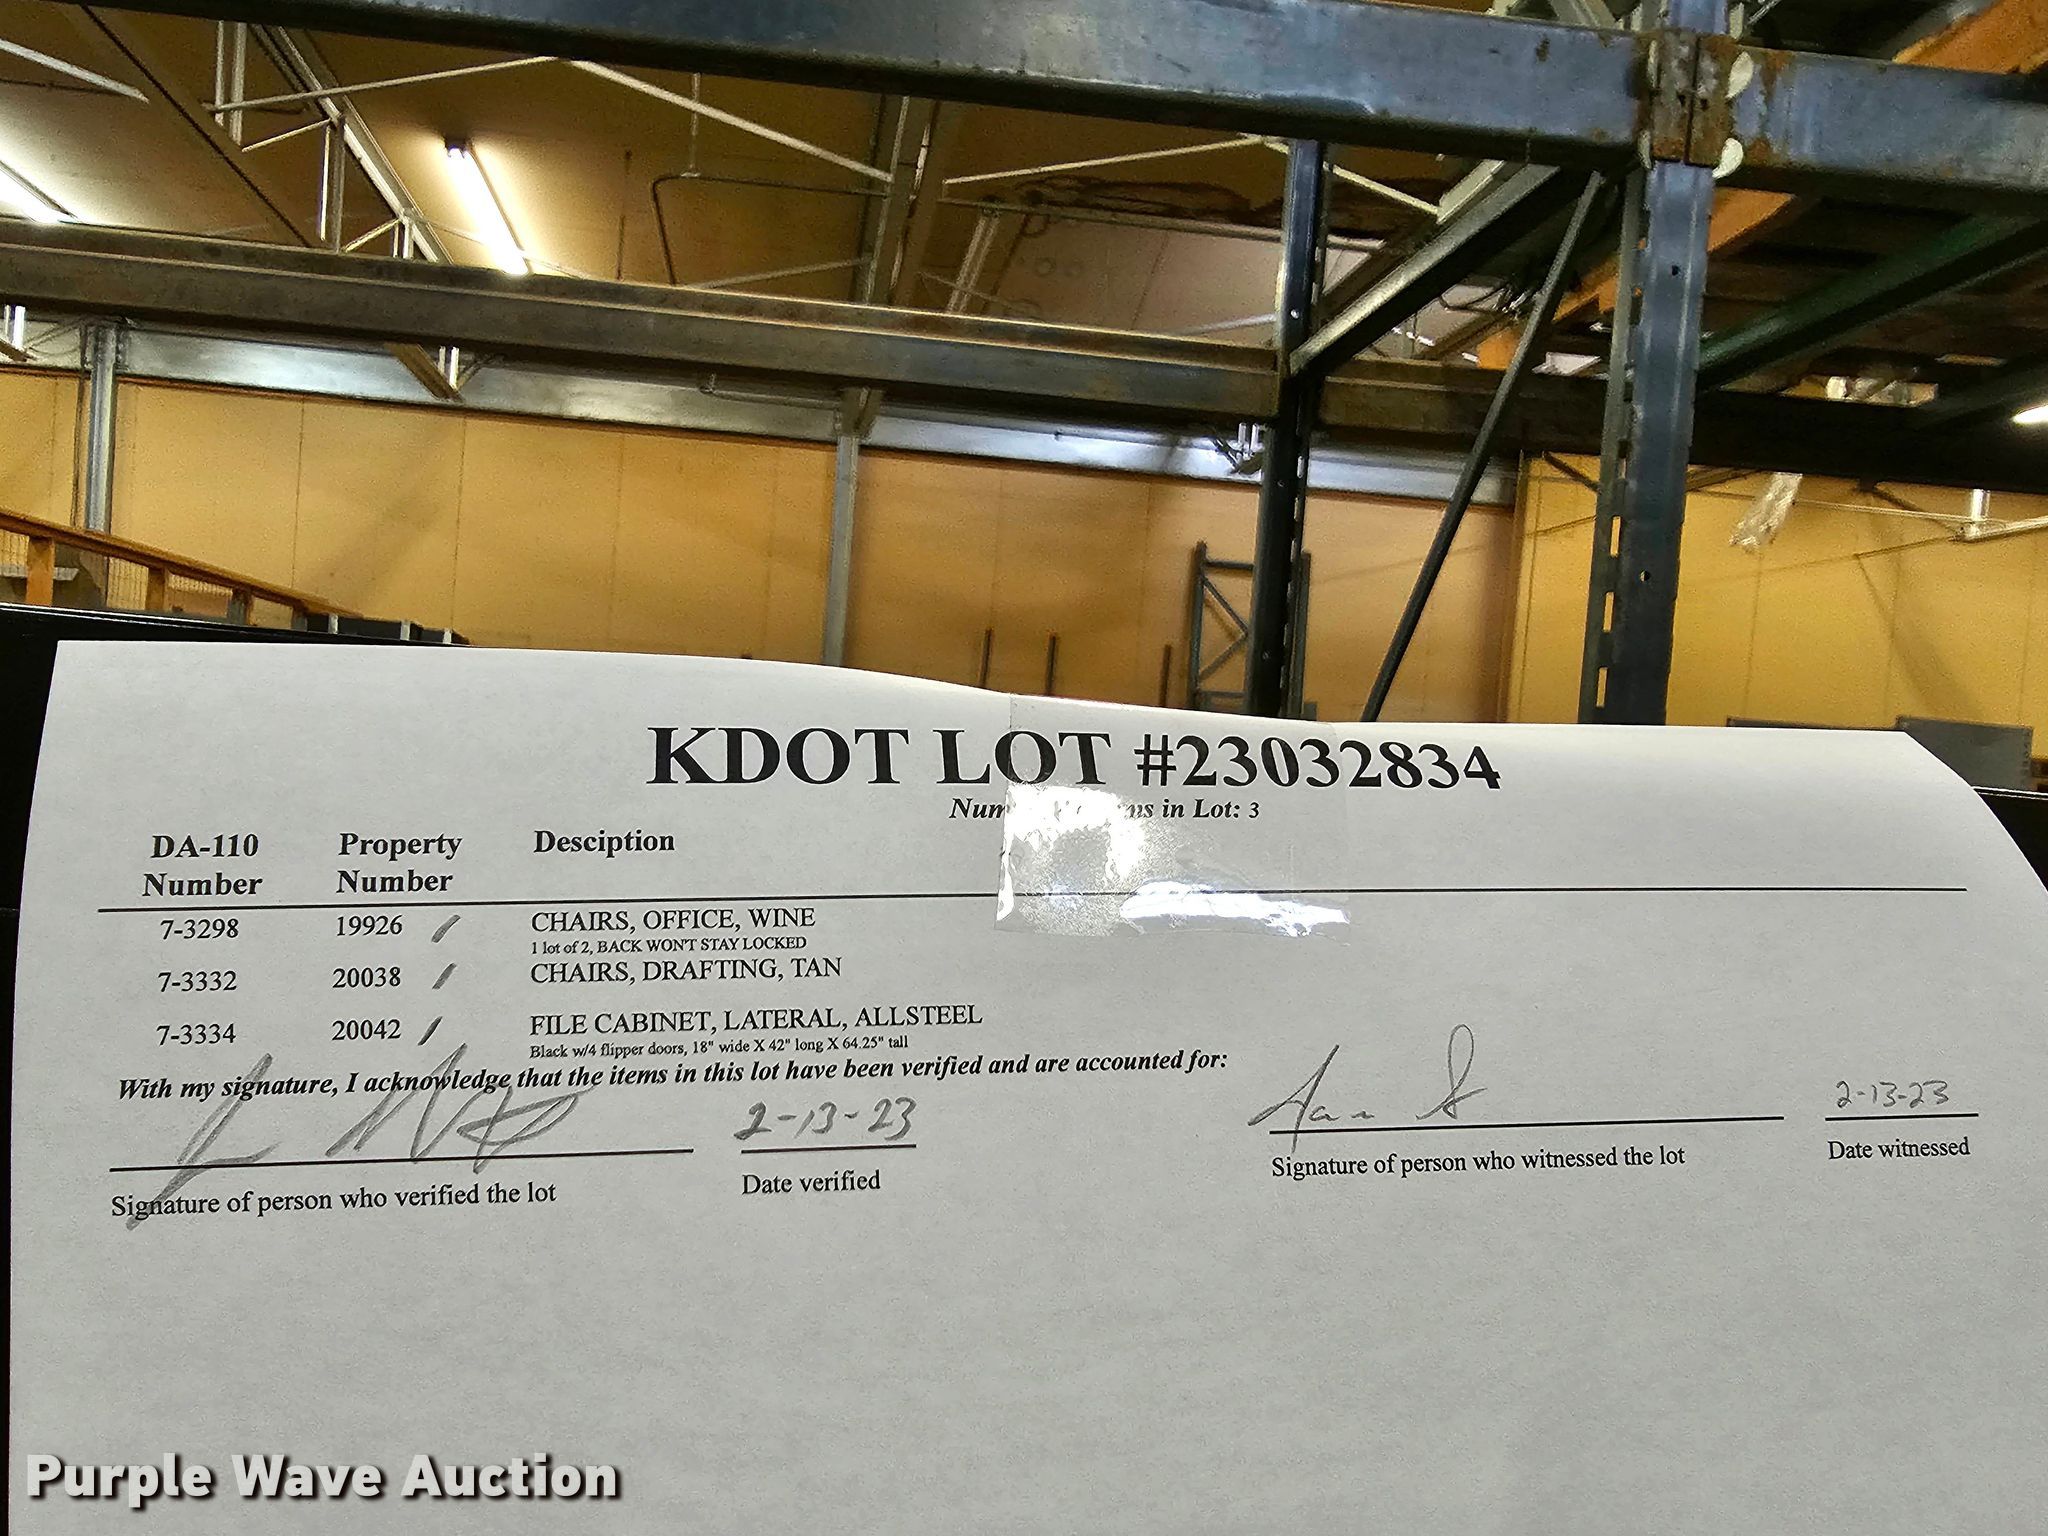 KDOT LOT #23032834
in Lot: 3
DA-110 Number
Property Number
Desciption
7-3298 19926 CHAIRS, OFFICE, WINE
1 lot of 2, BACK WON'T STAY LOCKED
7-3332 20038 CHAIRS, DRAFTING, TAN
7-3334 20042 FILE CABINET, LATERAL, ALLSTEEL
Black w/4 flipper doors, 18" wide X 42" long X 64.25" tall
With my signature, I acknowledge that the items in this lot have been verified and are accounted for:
2-13-23
2-13-23
Signature of person who verified the lot
Date verified
Signature of person who witnessed the lot
Date witnessed
Purple Wave Auction